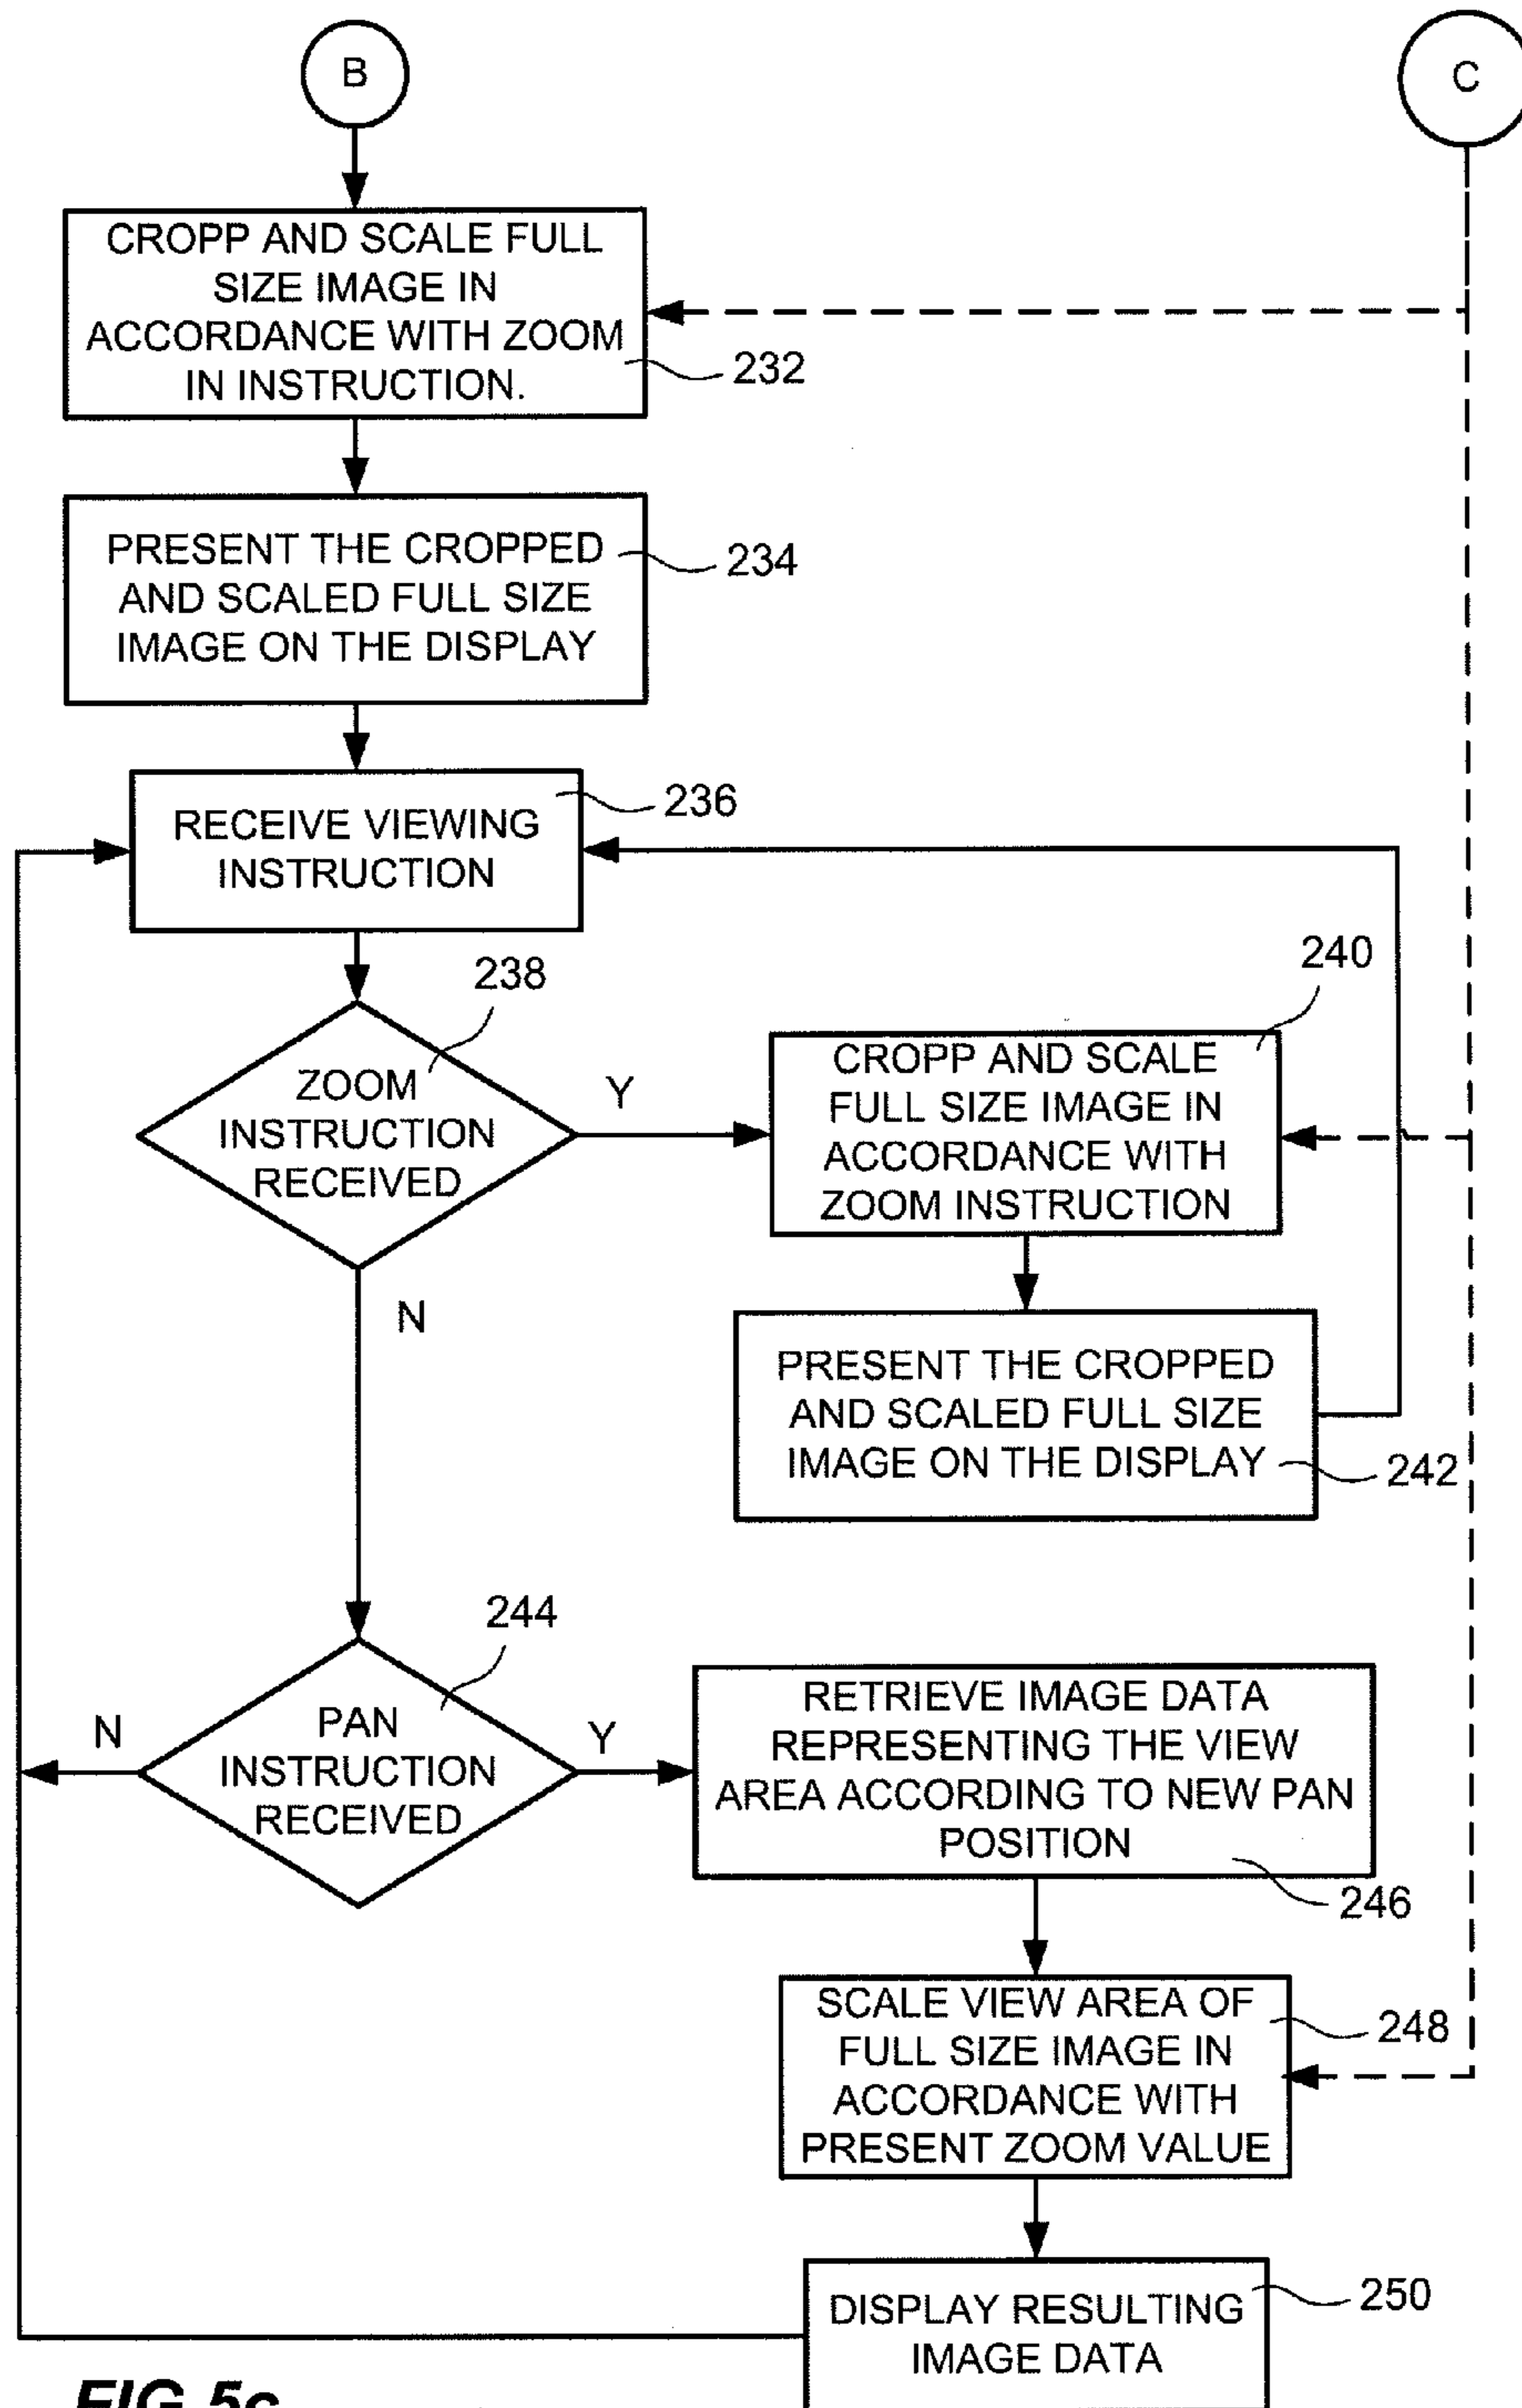 B
C
CROPP AND SCALE FULL
SIZE IMAGE IN
ACCORDANCE WITH ZOOM
IN INSTRUCTION.
232
PRESENT THE CROPPED
AND SCALED FULL SIZE
IMAGE ON THE DISPLAY
234
RECEIVE VIEWING
INSTRUCTION
236
ZOOM
INSTRUCTION
RECEIVED
238
Y
N
CROPP AND SCALE
FULL SIZE IMAGE IN
ACCORDANCE WITH
ZOOM INSTRUCTION
240
PRESENT THE CROPPED
AND SCALED FULL SIZE
IMAGE ON THE DISPLAY
242
PAN
INSTRUCTION
RECEIVED
244
N
Y
RETRIEVE IMAGE DATA
REPRESENTING THE VIEW
AREA ACCORDING TO NEW PAN
POSITION
246
SCALE VIEW AREA OF
FULL SIZE IMAGE IN
ACCORDANCE WITH
PRESENT ZOOM VALUE
248
DISPLAY RESULTING
IMAGE DATA
250
FIG 5c